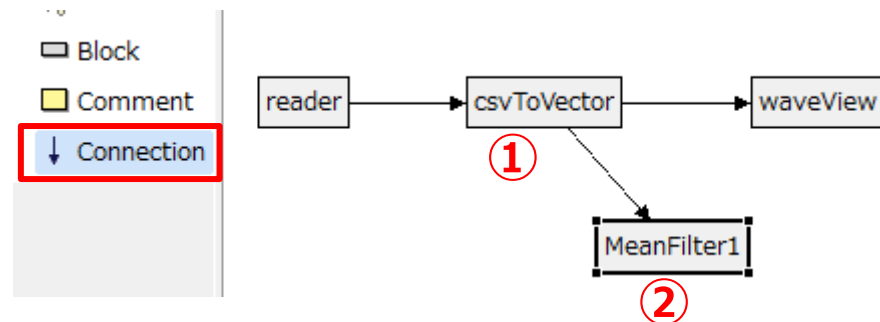 Block
Comment
Connection
reader
csvToVector
waveView
①
MeanFilter1
②